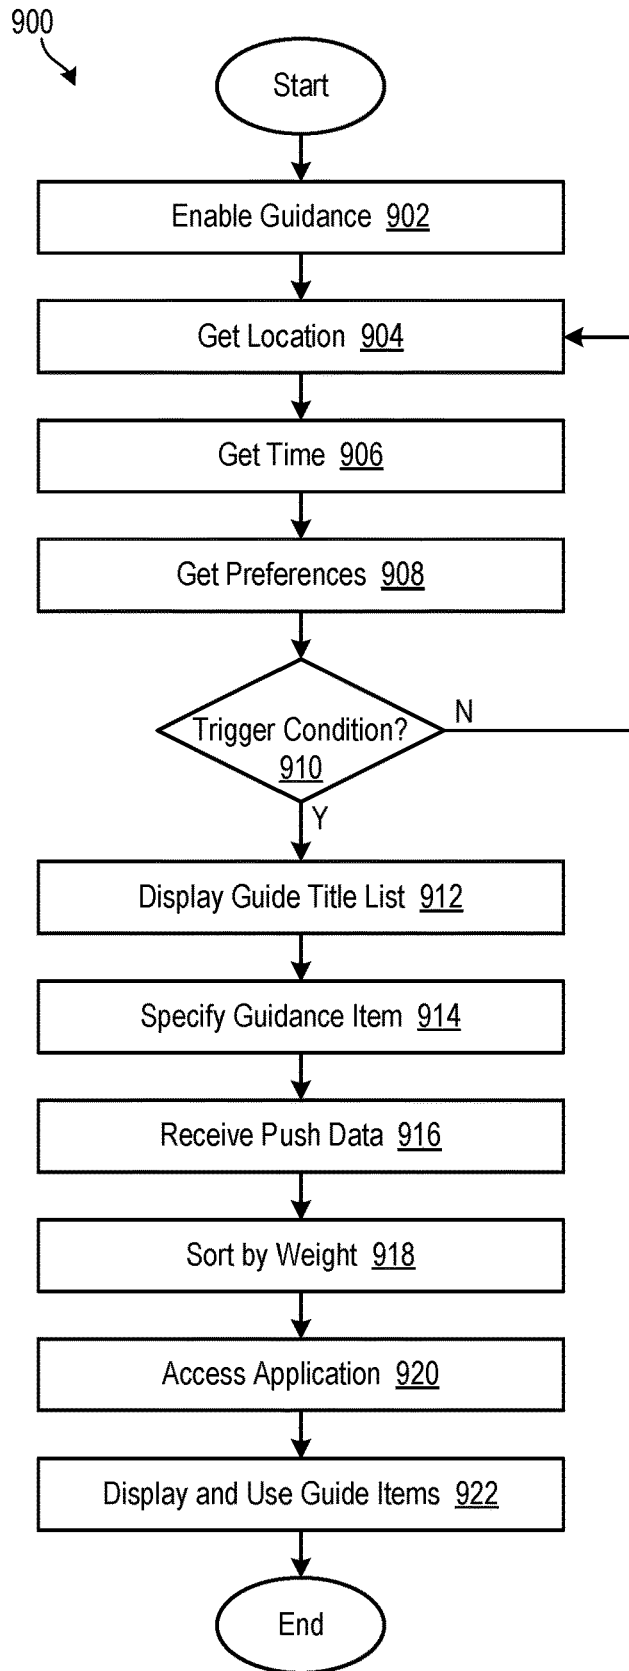 900
Start
Enable Guidance 902
Get Location 904
Get Time 906
Get Preferences 908
Trigger Condition?
910
N
Y
Display Guide Title List 912
Specify Guidance Item 914
Receive Push Data 916
Sort by Weight 918
Access Application 920
Display and Use Guide Items 922
End